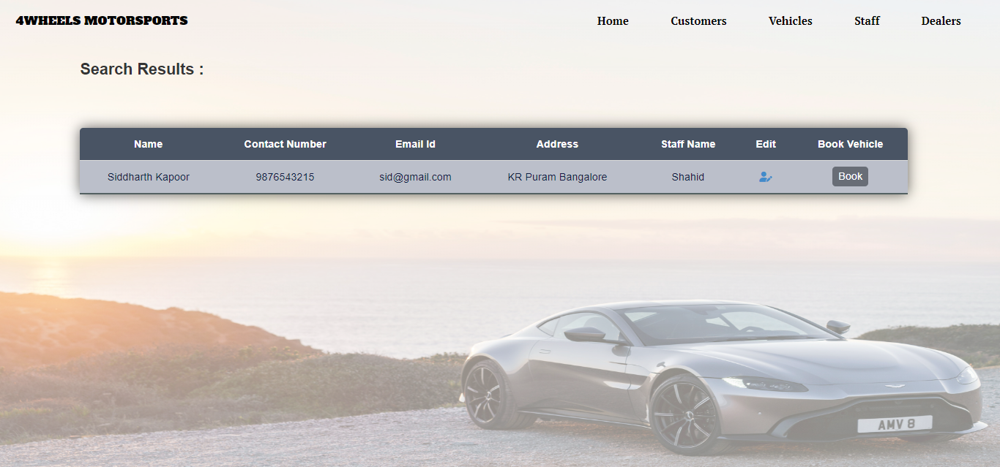 4WHEELS MOTORSPORTS Home Customers Vehicles Staff Dealers
Search Results :
Name Contact Number Email Id Address Staff Name Edit Book Vehicle
Siddharth Kapoor 9876543215 sid@gmail.com KR Puram Bangalore Shahid Book
AMV 8